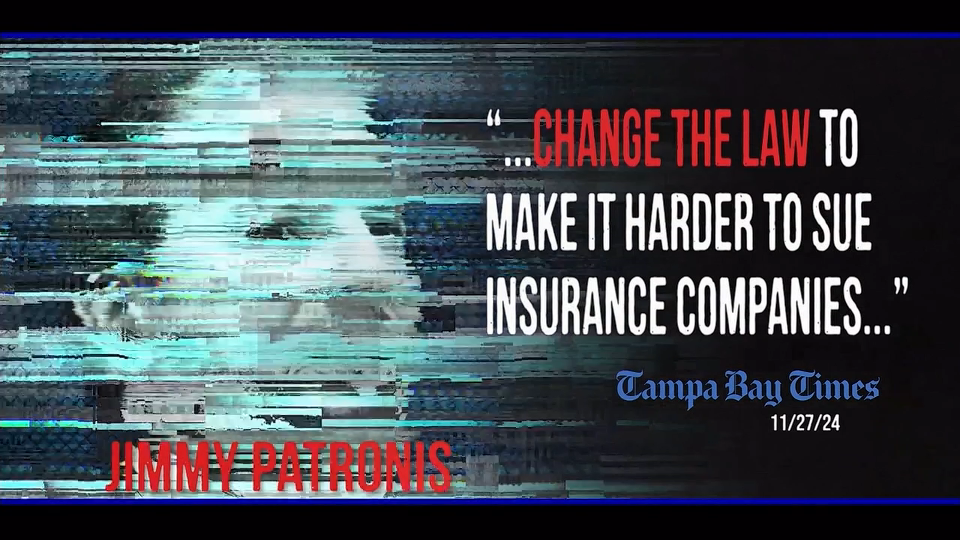 “...CHANGE THE LAW TO
MAKE IT HARDER TO SUE
INSURANCE COMPANIES...”
Tampa Bay Times
11/27/24
JIMMY PATRONIS